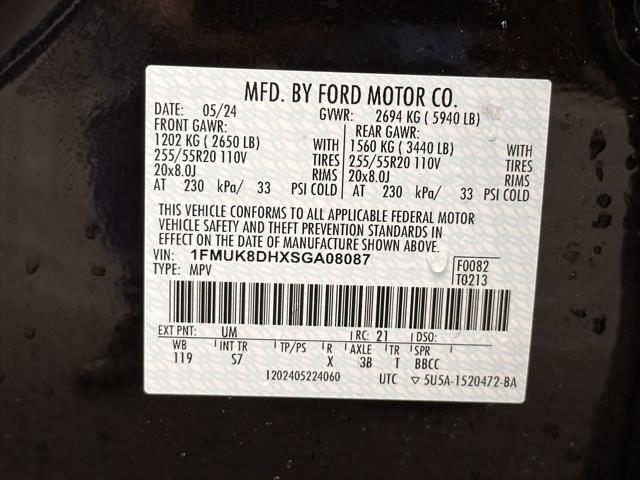 MFD. BY FORD MOTOR CO.
DATE: 05/24 GVWR: 2694 KG ( 5940 LB)
FRONT GAWR: REAR GAWR:
1202 KG ( 2650 LB) WITH 1560 KG ( 3440 LB) WITH
255/55R20 110V TIRES 255/55R20 110V TIRES
20x8.0J RIMS 20x8.0J RIMS
AT 230 kPa/ 33 PSI COLD AT 230 kPa/ 33 PSI COLD
THIS VEHICLE CONFORMS TO ALL APPLICABLE FEDERAL MOTOR
VEHICLE SAFETY AND THEFT PREVENTION STANDARDS IN
EFFECT ON THE DATE OF MANUFACTURE SHOWN ABOVE.
VIN: 1FMUK8DHXSGA08087 F0082
TYPE: MPV T0213
EXT PNT: UM RC: 21 DSO:
WB INT TR TP/PS R AXLE TR SPR
119 S7 X 3B T BBCC
1202405224060 UTC ▽ 5U5A-1520472-BA